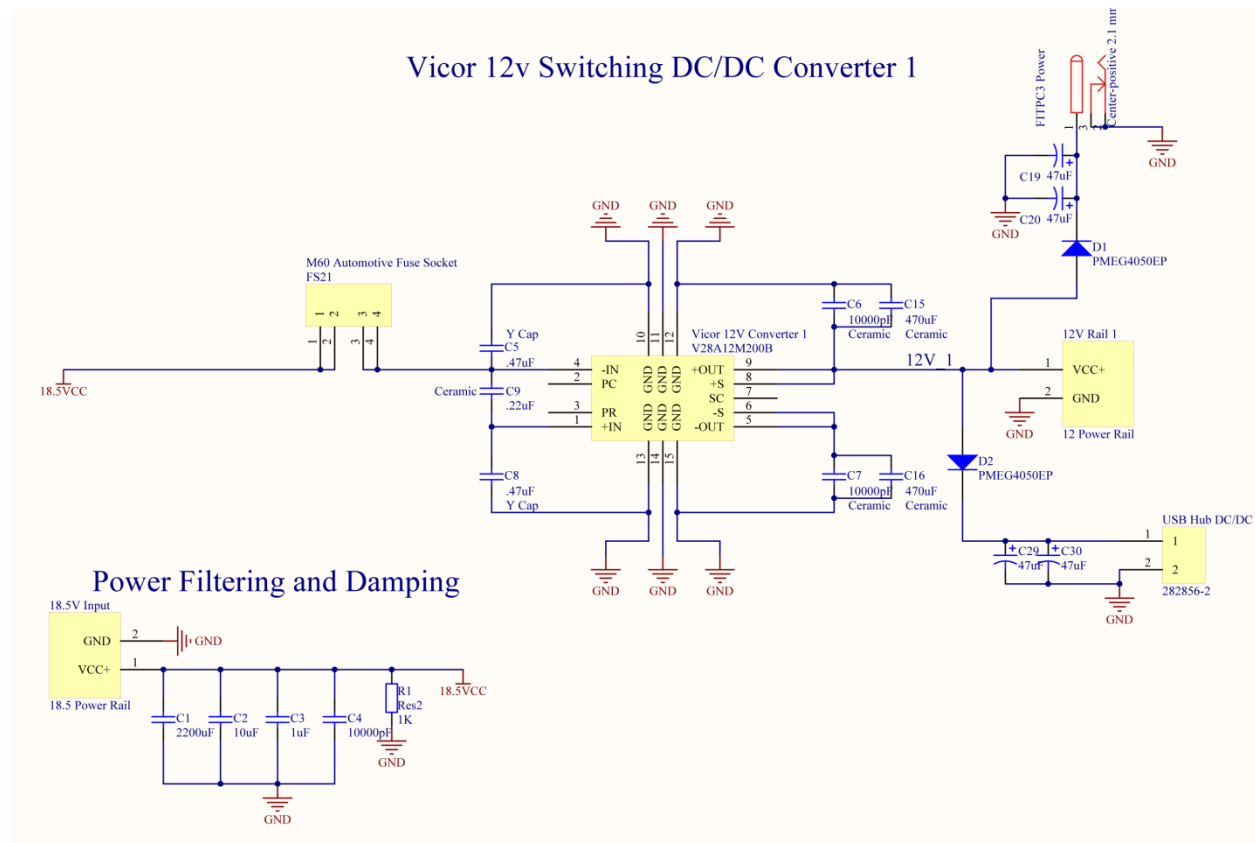 Vicor 12v Switching DC/DC Converter 1
FITPC3 Power
Center-positive 2.1 mm
1
3
2
GND
C19
47uF
C20
47uF
GND
D1
PMEG4050EP
GND
GND
GND
M60 Automotive Fuse Socket
FS21
1
2
3
4
1
2
3
4
18.5VCC
Y Cap
C5
.47uF
Ceramic
C9
.22uF
C8
.47uF
Y Cap
10
11
12
Vicor 12V Converter 1
V28A12M200B
4
2
3
1
-IN
PC
PR
+IN
GND
GND
GND
GND
GND
GND
+OUT
+S
SC
-S
-OUT
9
8
7
6
5
13
14
15
C6
10000pF
Ceramic
C15
470uF
Ceramic
12V_1
12V Rail 1
1
VCC+
2
GND
GND
12 Power Rail
C7
10000pF
Ceramic
C16
470uF
Ceramic
D2
PMEG4050EP
GND
GND
GND
C29
47uF
C30
47uF
USB Hub DC/DC
1
1
2
2
282856-2
GND
Power Filtering and Damping
18.5V Input
GND
2
GND
VCC+
1
18.5 Power Rail
18.5VCC
C1
2200uF
C2
10uF
C3
1uF
C4
10000pF
R1
Res2
1K
GND
GND